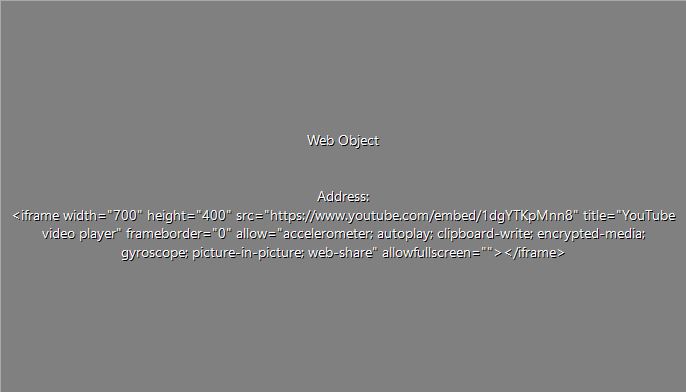 Web Object
Address:
<iframe width="700" height="400" src="https://www.youtube.com/embed/1dgYTKpMnn8" title="YouTube
video player" frameborder="0" allow="accelerometer; autoplay; clipboard-write; encrypted-media;
gyroscope; picture-in-picture; web-share" allowfullscreen=""></iframe>